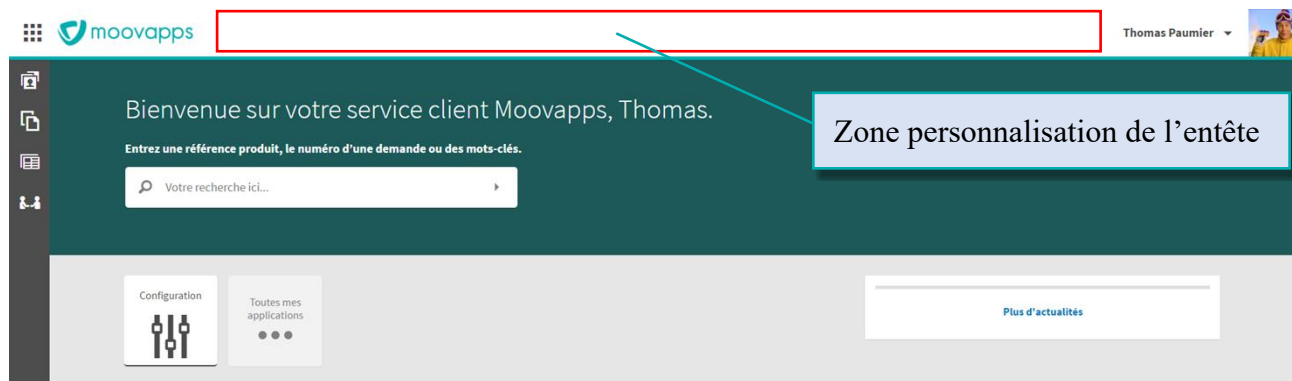 moovapps
Thomas Paumier
Bienvenue sur votre service client Moovapps, Thomas.
Zone personnalisation de l’entête
Entrez une référence produit, le numéro d’une demande ou des mots-clés.
Votre recherche ici...
Configuration
Toutes mes
applications
Plus d'actualités